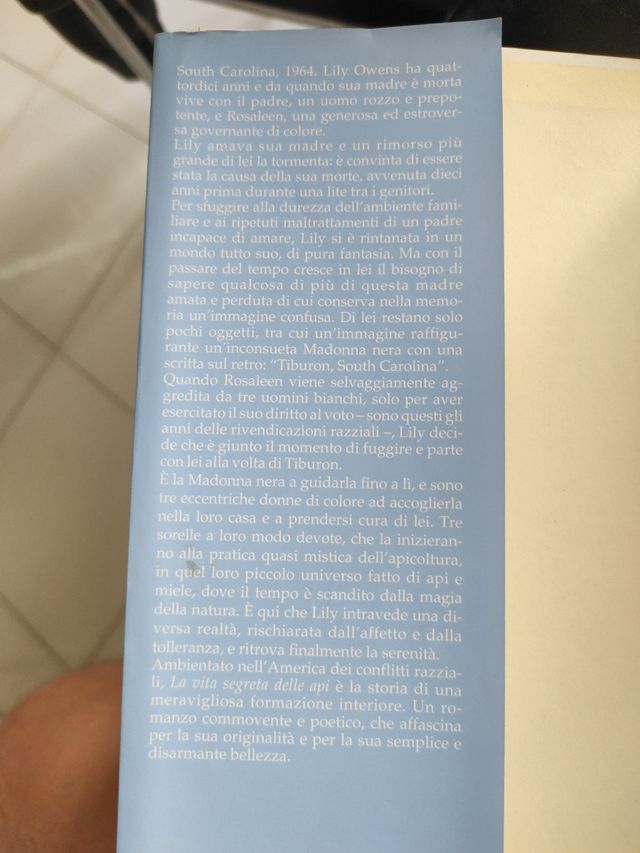 South Carolina, 1964. Lily Owens ha quat-
tordici anni e da quando sua madre è morta
vive con il padre, un uomo rozzo e prepo-
tente, e Rosaleen, una generosa ed estrover-
sa governante di colore.
Lily amava sua madre e un rimorso più
grande di lei la tormenta: è convinta di essere
stata la causa della sua morte, avvenuta dieci
anni prima durante una lite tra i genitori.
Per sfuggire alla durezza dell'ambiente fami-
liare e ai ripetuti maltrattamenti di un padre
incapace di amare, Lily si è rintanata in un
mondo tutto suo, di pura fantasia. Ma con il
passare del tempo cresce in lei il bisogno di
sapere qualcosa di più di questa madre
amata e perduta di cui conserva nella memo-
ria un'immagine confusa. Di lei restano solo
pochi oggetti, tra cui un'immagine raffigu-
rante un'inconsueta Madonna nera con una
scritta sul retro: “Tiburon, South Carolina”.
Quando Rosaleen viene selvaggiamente ag-
gredita da tre uomini bianchi, solo per aver
esercitato il suo diritto al voto – sono questi gli
anni delle rivendicazioni razziali –, Lily deci-
de che è giunto il momento di fuggire e parte
con lei alla volta di Tiburon.
È la Madonna nera a guidarla fino a lì, e sono
tre eccentriche donne di colore ad accoglierla
nella loro casa e a prendersi cura di lei. Tre
sorelle a loro modo devote, che la inizieran-
no alla pratica quasi mistica dell'apicoltura,
in quel loro piccolo universo fatto di api e
miele, dove il tempo è scandito dalla magia
della natura. È qui che Lily intravede una di-
versa realtà, rischiarata dall'affetto e dalla
tolleranza, e ritrova finalmente la serenità.
Ambientato nell'America dei conflitti razzia-
li, La vita segreta delle api è la storia di una
meravigliosa formazione interiore. Un ro-
manzo commovente e poetico, che affascina
per la sua originalità e per la sua semplice e
disarmante bellezza.